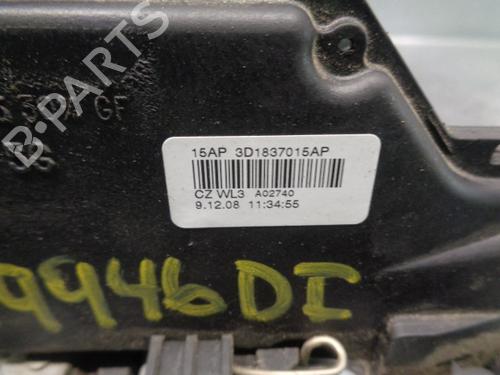 GF
15AP 3D1837015AP
CZ WL3 A02740
9.12.08 11:34:55
9946DI
B-PARTS